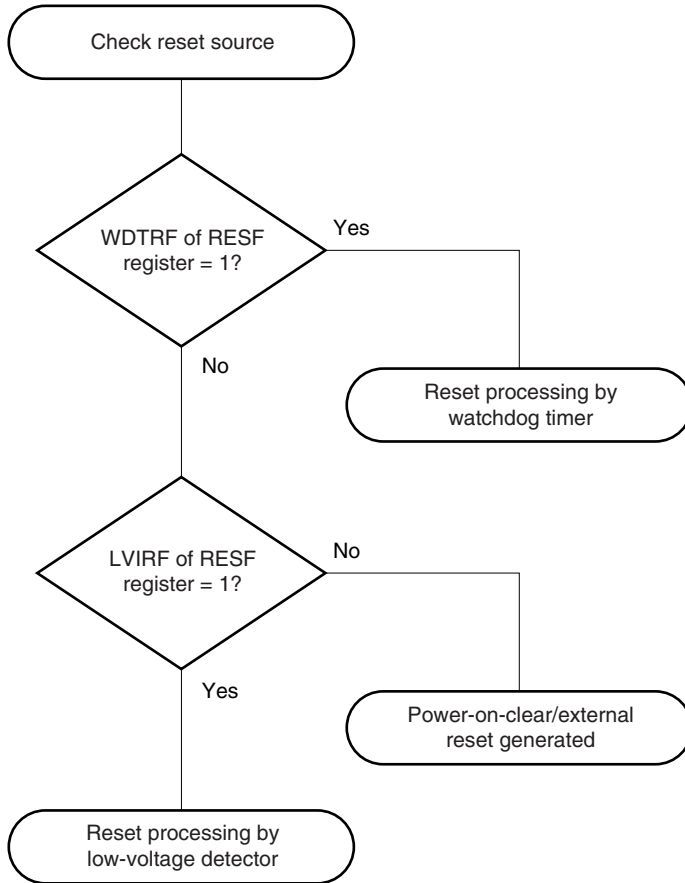 Check reset source
WDTRF of RESF
register = 1?
Yes
No
Reset processing by
watchdog timer
LVIRF of RESF
register = 1?
No
Yes
Power-on-clear/external
reset generated
Reset processing by
low-voltage detector